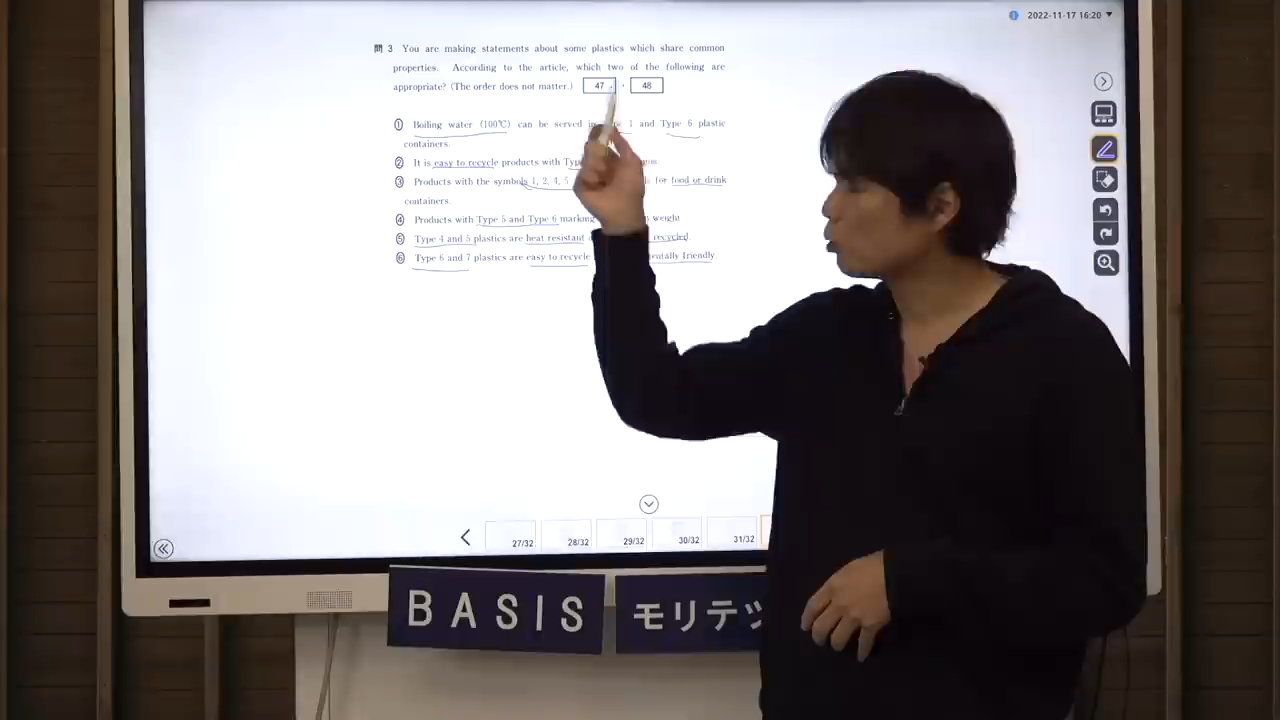 2022-11-17 16:20
問 3 You are making statements about some plastics which share common
properties. According to the article, which two of the following are
appropriate? (The order does not matter.) 47 · 48
① Boiling water (100℃) can be served in 1 and Type 6 plastic
containers.
② It is easy to recycle products with
③ Products with the symbols 1, 2, 4, 5 for food or drink
containers.
④ Products with Type 5 and Type 6 weight
⑤ Type 4 and 5 plastics are heat resistant recycled.
⑥ Type 6 and 7 plastics are easy to recycle friendly
27/32 28/32 29/32 30/32 31/32
BASIS モリテツ